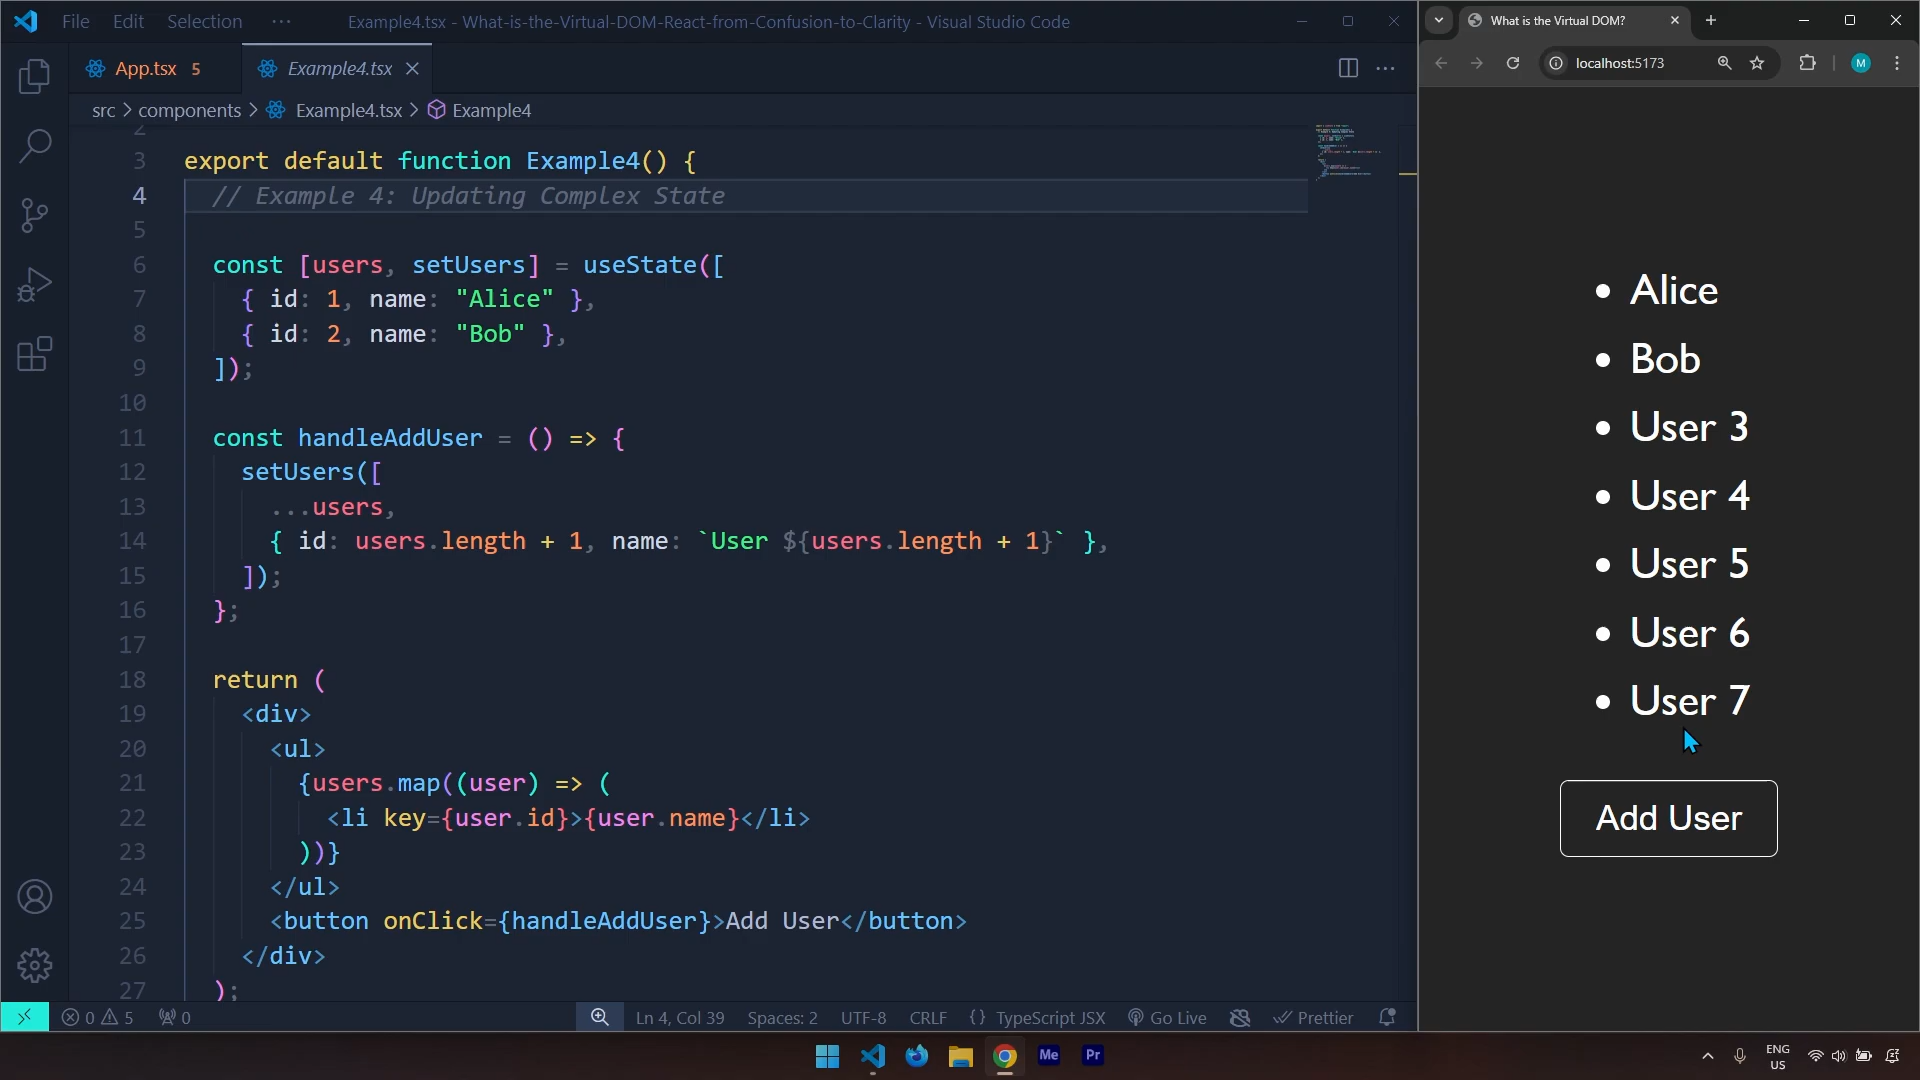 File Edit Selection ··· Example4.tsx - What-is-the-Virtual-DOM-React-from-Confusion-to-Clarity - Visual Studio Code
App.tsx 5 Example4.tsx
src > components > Example4.tsx > Example4
2
3 export default function Example4() {
4 // Example 4: Updating Complex State
5
6 const [users, setUsers] = useState([
7 { id: 1, name: "Alice" },
8 { id: 2, name: "Bob" },
9 ]);
10
11 const handleAddUser = () => {
12 setUsers([
13 ...users,
14 { id: users.length + 1, name: `User ${users.length + 1}` },
15 ]);
16 };
17
18 return (
19 <div>
20 <ul>
21 {users.map((user) => (
22 <li key={user.id}>{user.name}</li>
23 ))}
24 </ul>
25 <button onClick={handleAddUser}>Add User</button>
26 </div>
27 );
0 5 0 Ln 4, Col 39 Spaces: 2 UTF-8 CRLF {} TypeScript JSX Go Live Prettier
What is the Virtual DOM?
localhost:5173 M
• Alice
• Bob
• User 3
• User 4
• User 5
• User 6
• User 7
Add User
Me Pr ENG
US